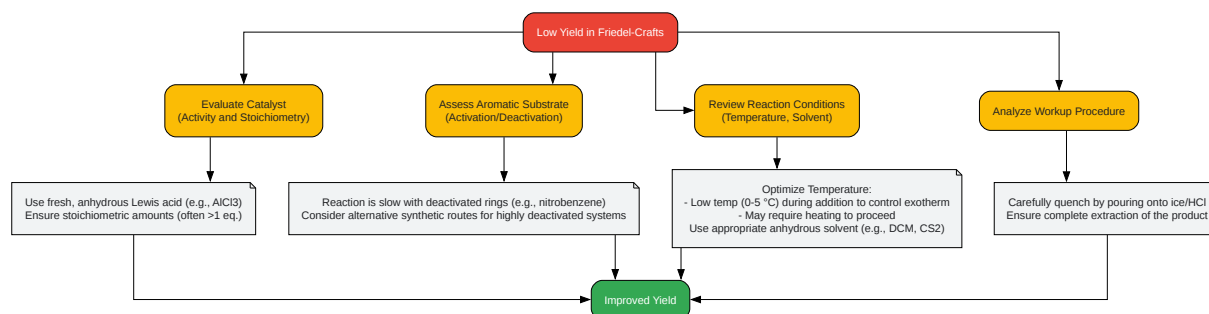 Low Yield in Friedel-Crafts
Evaluate Catalyst
(Activity and Stoichiometry)
Assess Aromatic Substrate
(Activation/Deactivation)
Review Reaction Conditions
(Temperature, Solvent)
Analyze Workup Procedure
Use fresh, anhydrous Lewis acid (e.g., AlCl3)
Ensure stoichiometric amounts (often >1 eq.)
Reaction is slow with deactivated rings (e.g., nitrobenzene)
Consider alternative synthetic routes for highly deactivated systems
Optimize Temperature:
- Low temp (0-5 °C) during addition to control exotherm
- May require heating to proceed
Use appropriate anhydrous solvent (e.g., DCM, CS2)
Carefully quench by pouring onto ice/HCl
Ensure complete extraction of the product
Improved Yield